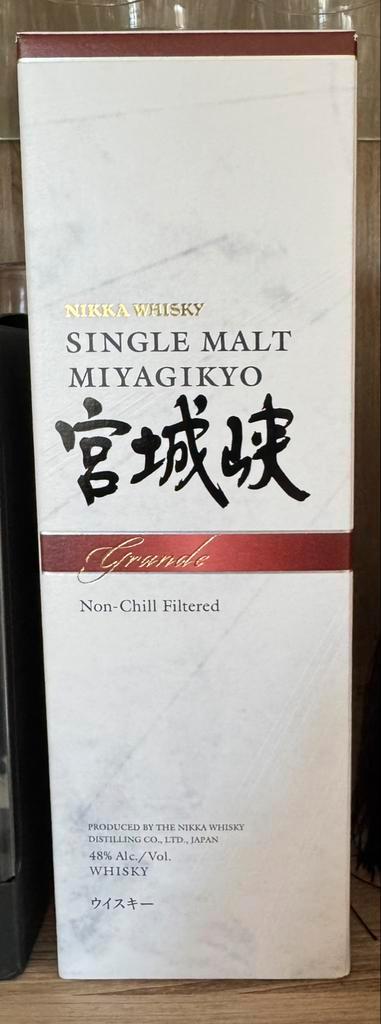 NIKKA WHISKY
SINGLE MALT
MIYAGIKYO
宮城峡
Grande
Non-Chill Filtered
PRODUCED BY THE NIKKA WHISKY
DISTILLING CO., LTD., JAPAN
48% Alc./Vol.
WHISKY
ウイスキー